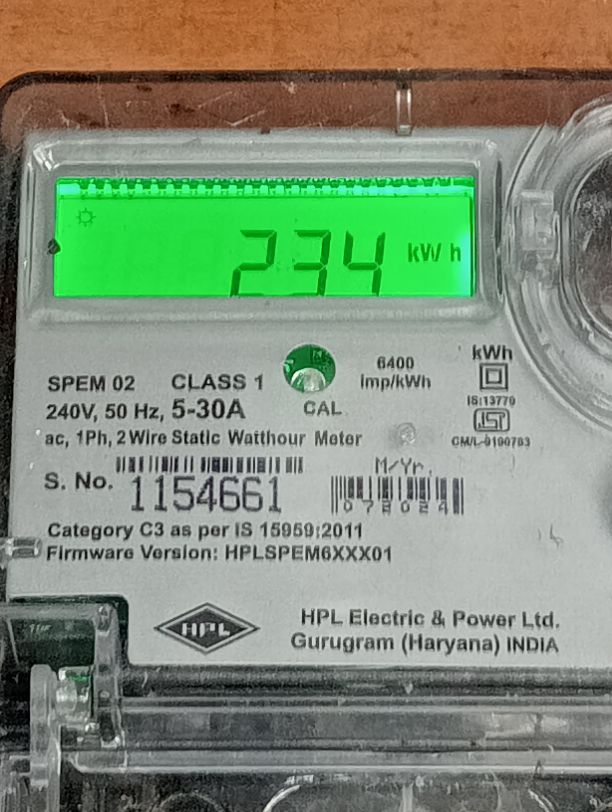 234 kWh
6400
imp/kWh
kWh
SPEM 02 CLASS 1
240V, 50 Hz, 5-30A
CAL
IS:13779
ISI
CM/L-9190783
ac, 1Ph, 2 Wire Static Watthour Meter
M/Yr.
S. No. 1154661
072024
Category C3 as per IS 15959:2011
Firmware Version: HPLSPEM6XXX01
HPL
HPL Electric & Power Ltd.
Gurugram (Haryana) INDIA